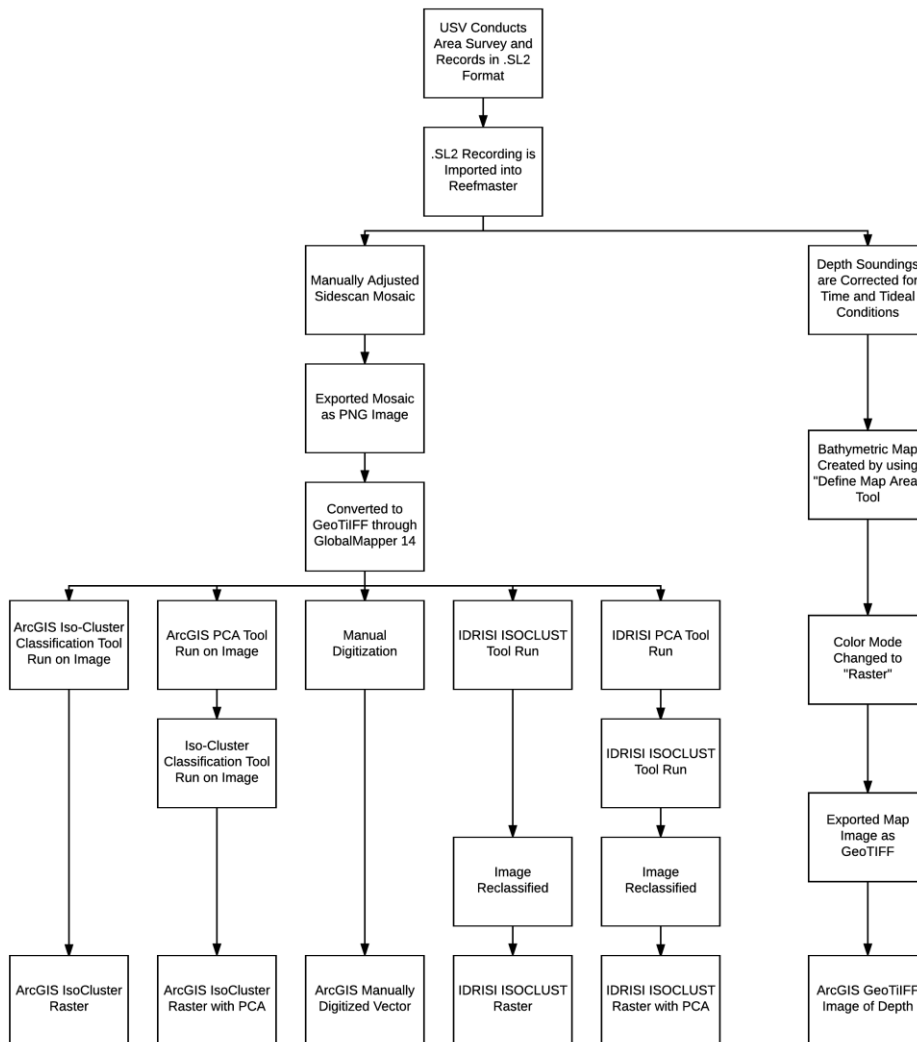 USV Conducts
Area Survey and
Records in .SL2
Format
.SL2 Recording is
Imported into
Reefmaster
Manually Adjusted
Sidescan Mosaic
Depth Soundings
are Corrected for
Time and Tideal
Conditions
Exported Mosaic
as PNG Image
Bathymetric Map
Created by using
"Define Map Area
Tool
Converted to
GeoTiIFF through
GlobalMapper 14
ArcGIS Iso-Cluster
Classification Tool
Run on Image
ArcGIS PCA Tool
Run on Image
Manual
Digitization
IDRISI ISOCLUST
Tool Run
IDRISI PCA Tool
Run
Color Mode
Changed to
"Raster"
Iso-Cluster
Classification Tool
Run on Image
IDRISI ISOCLUST
Tool Run
Exported Map
Image as
GeoTIFF
Image
Reclassified
Image
Reclassified
ArcGIS IsoCluster
Raster
ArcGIS IsoCluster
Raster with PCA
ArcGIS Manually
Digitized Vector
IDRISI ISOCLUST
Raster
IDRISI ISOCLUST
Raster with PCA
ArcGIS GeoTiIFF
Image of Depth